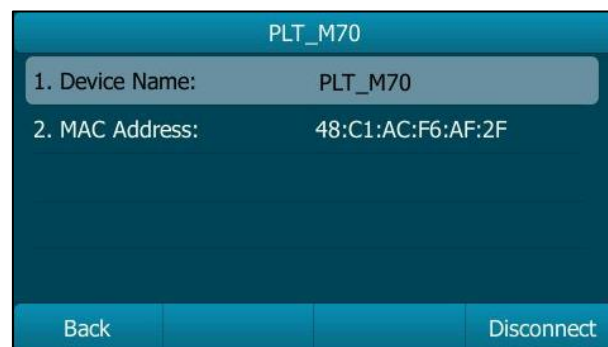 PLT_M70
1. Device Name: PLT_M70
2. MAC Address: 48:C1:AC:F6:AF:2F
Back Disconnect